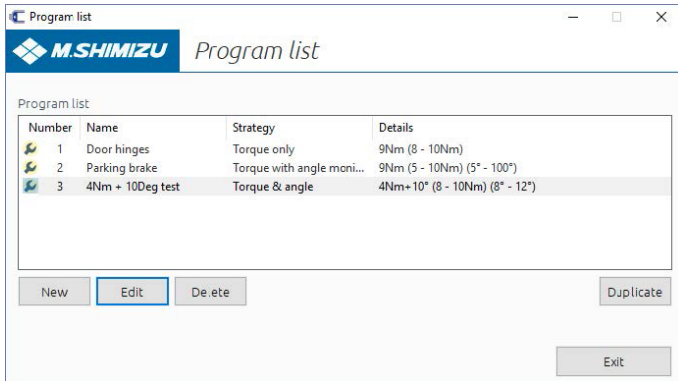 Program list
M.SHIMIZU Program list
Program list
Number Name Strategy Details
1 Door hinges Torque only 9Nm (8 - 10Nm)
2 Parking brake Torque with angle moni... 9Nm (5 - 10Nm) (5° - 100°)
3 4Nm + 10Deg test Torque & angle 4Nm+10° (8 - 10Nm) (8° - 12°)
New Edit Delete Duplicate
Exit